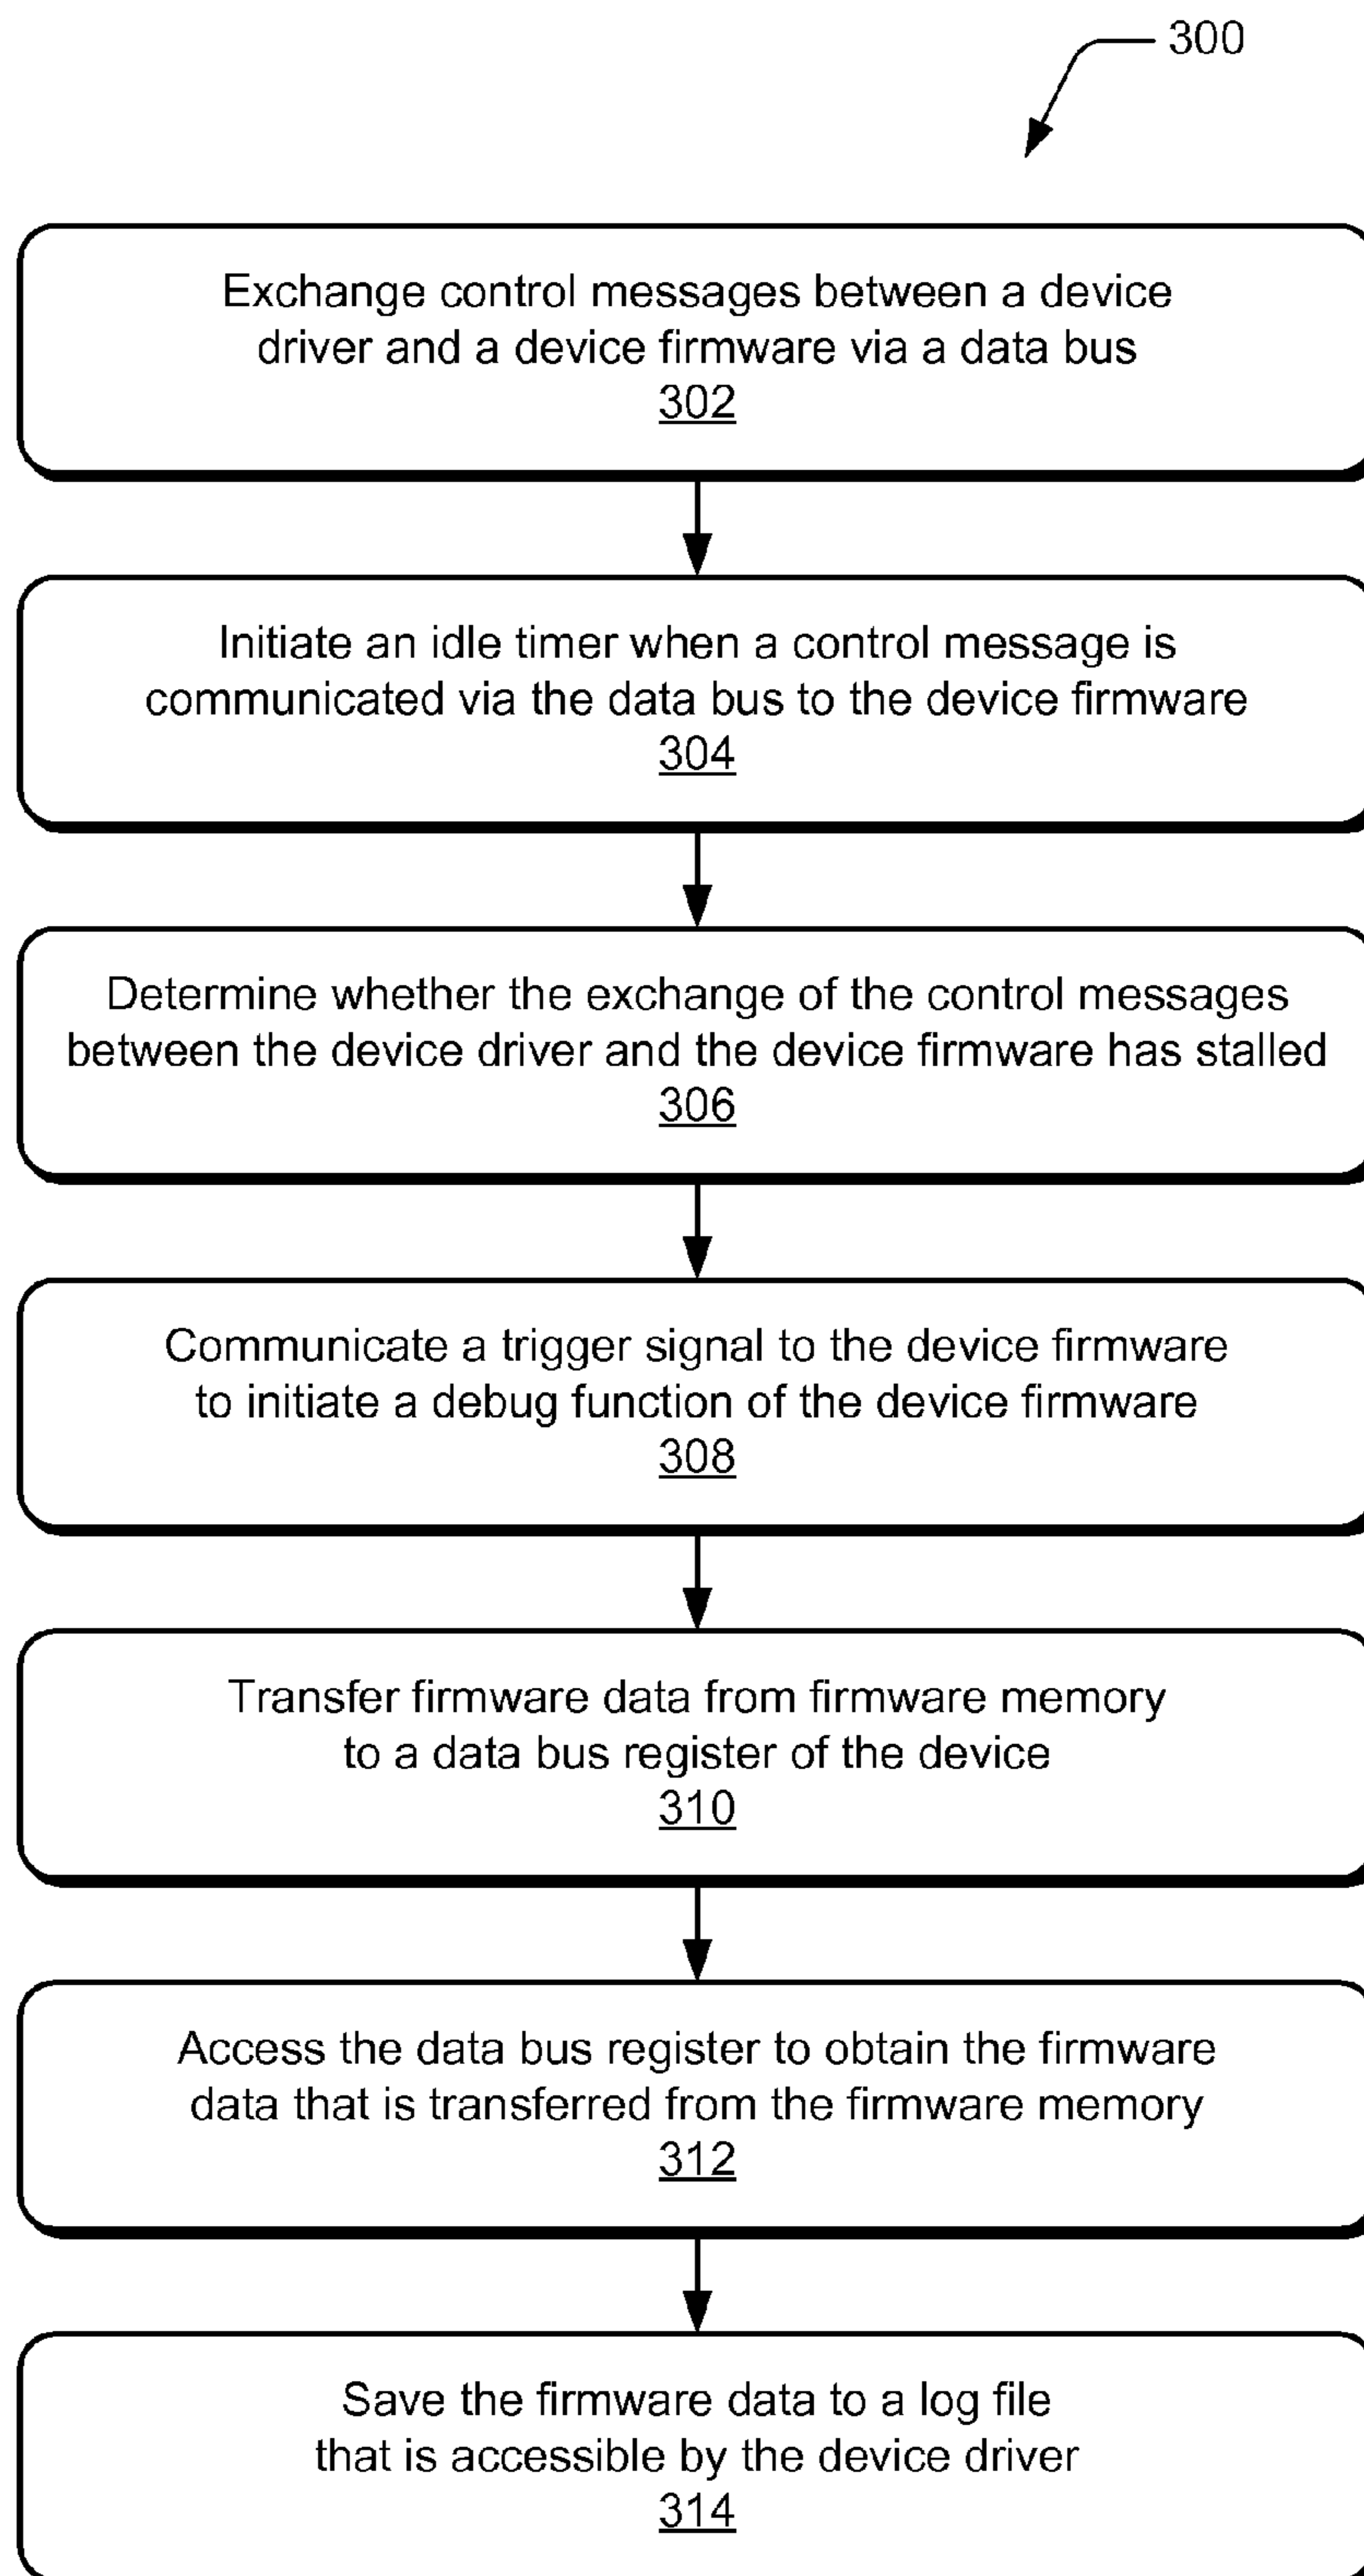 300
Exchange control messages between a device
driver and a device firmware via a data bus
302
Initiate an idle timer when a control message is
communicated via the data bus to the device firmware
304
Determine whether the exchange of the control messages
between the device driver and the device firmware has stalled
306
Communicate a trigger signal to the device firmware
to initiate a debug function of the device firmware
308
Transfer firmware data from firmware memory
to a data bus register of the device
310
Access the data bus register to obtain the firmware
data that is transferred from the firmware memory
312
Save the firmware data to a log file
that is accessible by the device driver
314